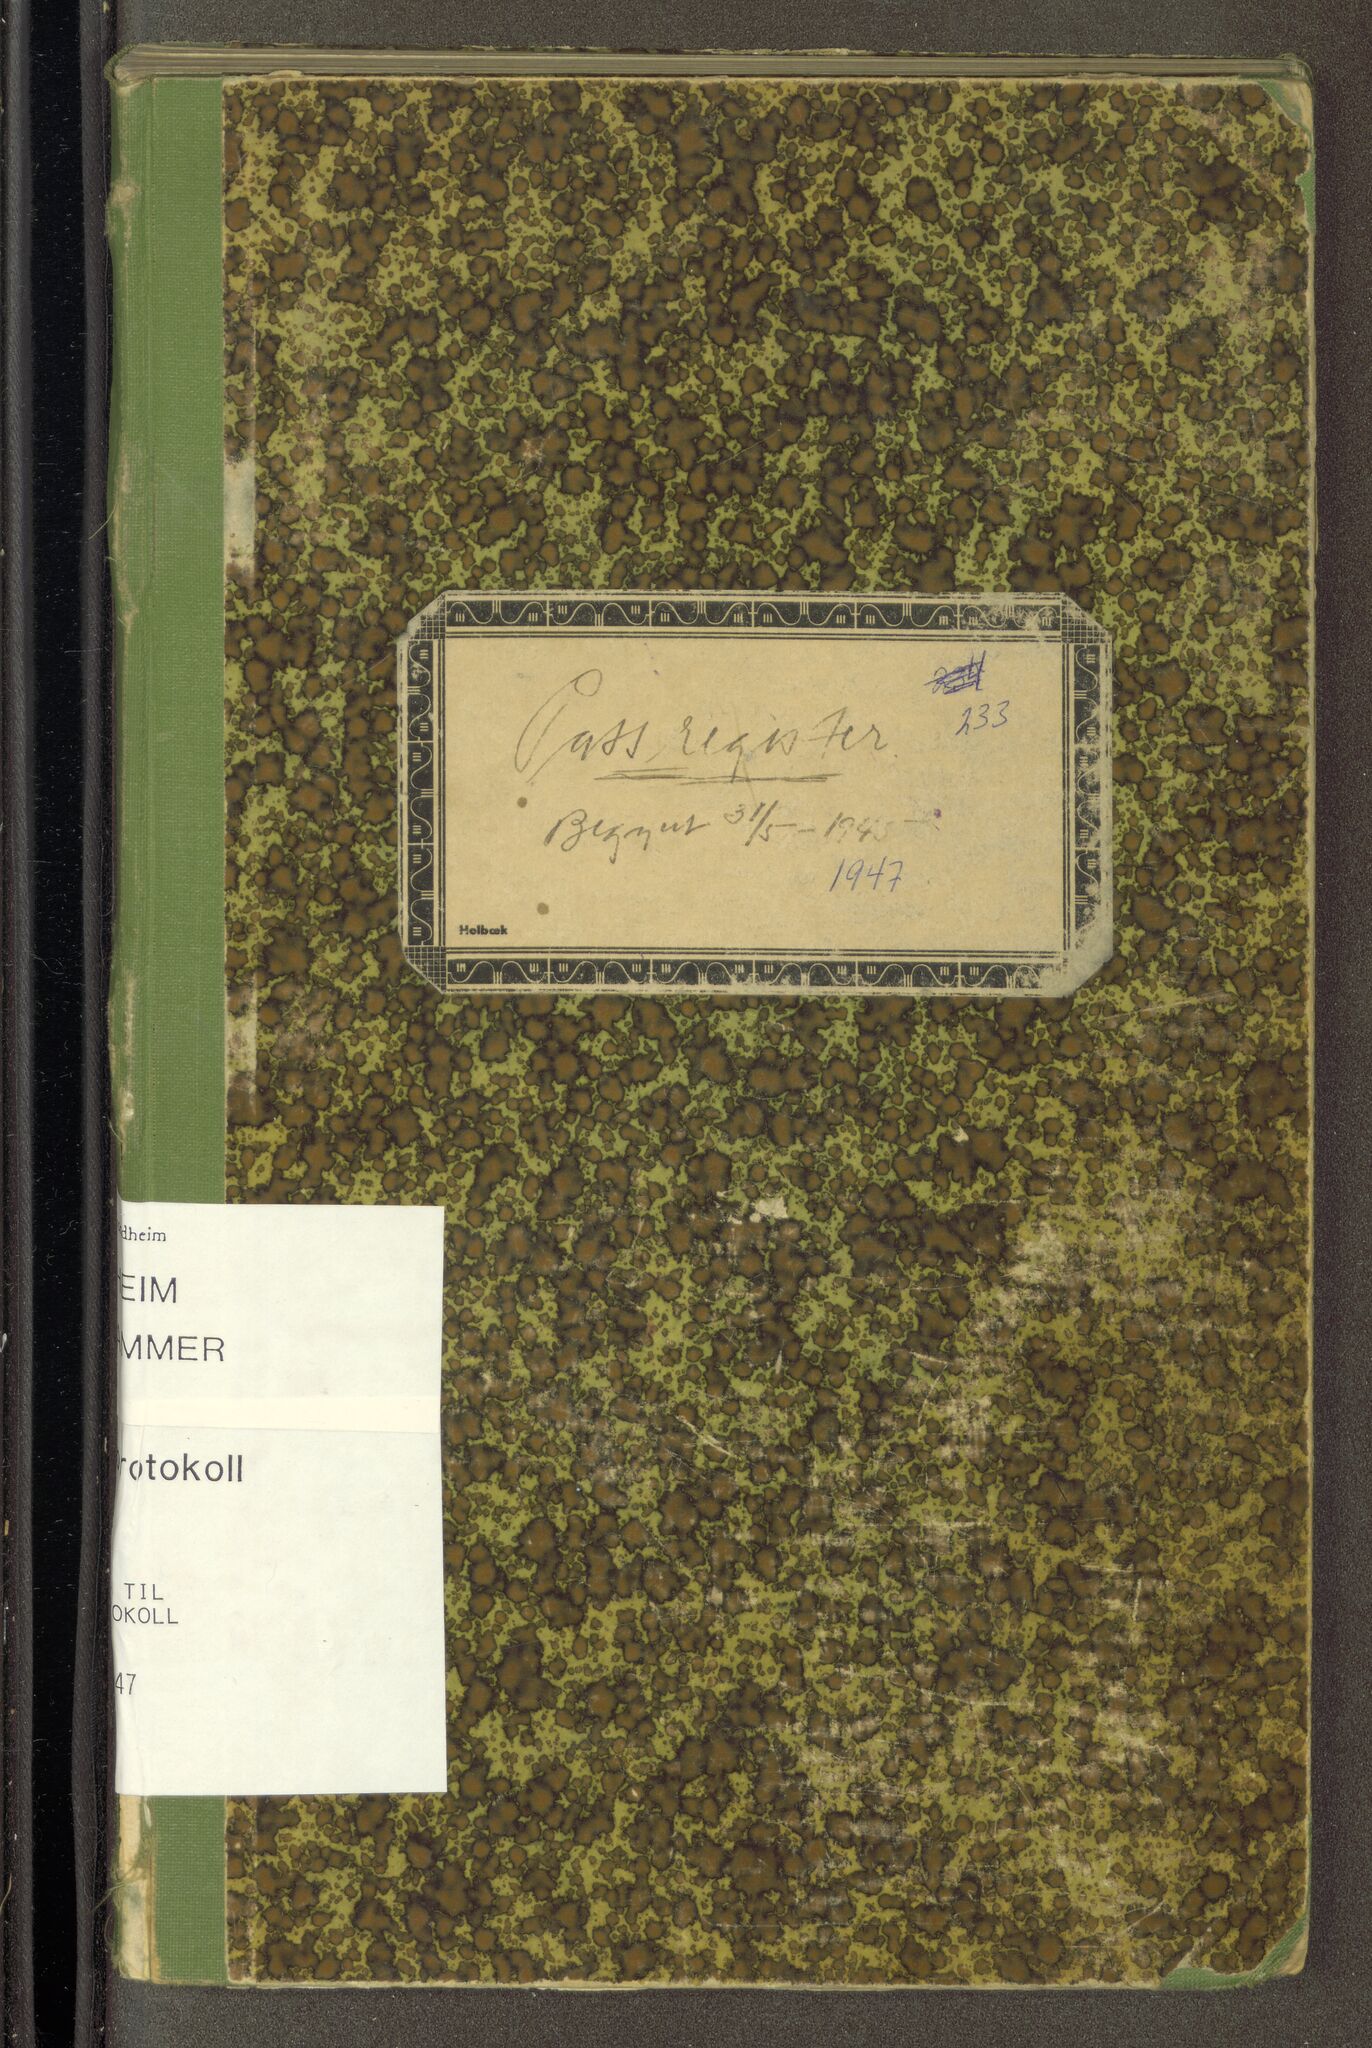 233
Pass register
Begynt 31/5 - 1945
1947
Holbæk
dheim
EIM
MMER
rotokoll
TIL
OKOLL
47